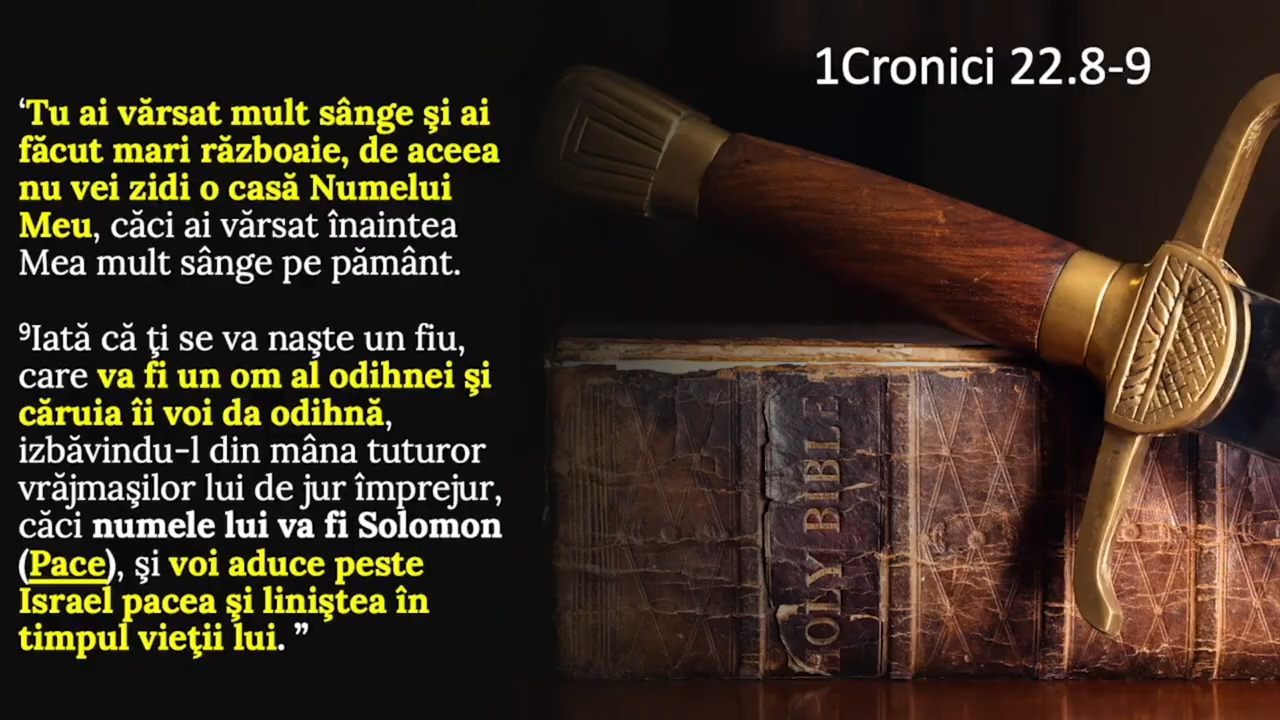 1Cronici 22.8-9
‘Tu ai vărsat mult sânge şi ai
făcut mari războaie, de aceea
nu vei zidi o casă Numelui
Meu, căci ai vărsat înaintea
Mea mult sânge pe pământ.
⁹Iată că ţi se va naşte un fiu,
care va fi un om al odihnei şi
căruia îi voi da odihnă,
izbăvindu-l din mâna tuturor
vrăjmaşilor lui de jur împrejur,
căci numele lui va fi Solomon
(Pace), şi voi aduce peste
Israel pacea şi liniştea în
timpul vieţii lui. ”
HOLY BIBLE